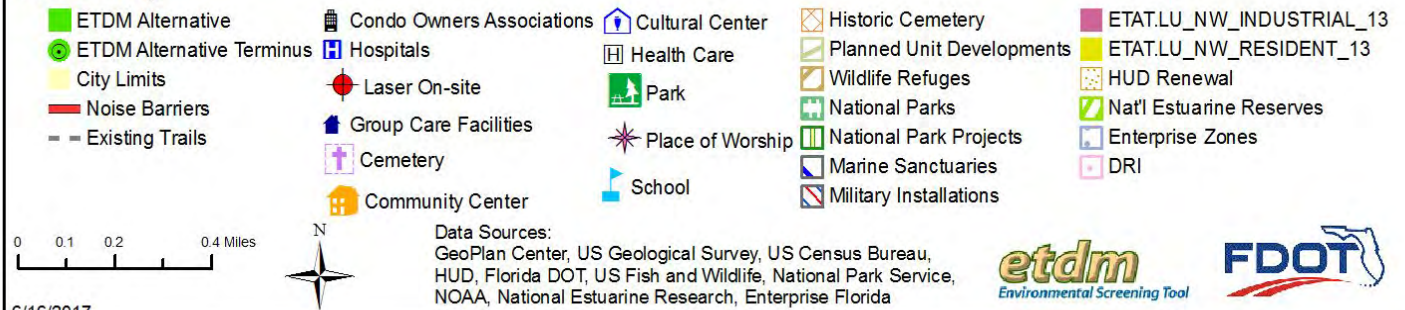 ETDM Alternative
ETDM Alternative Terminus
City Limits
Noise Barriers
Existing Trails
Condo Owners Associations
H Hospitals
Laser On-site
Group Care Facilities
Cemetery
Community Center
Cultural Center
H Health Care
Park
Place of Worship
School
Historic Cemetery
Planned Unit Developments
Wildlife Refuges
National Parks
National Park Projects
Marine Sanctuaries
Military Installations
ETAT.LU_NW_INDUSTRIAL_13
ETAT.LU_NW_RESIDENT_13
HUD Renewal
Nat'l Estuarine Reserves
Enterprise Zones
DRI
0 0.1 0.2 0.4 Miles
N
Data Sources:
GeoPlan Center, US Geological Survey, US Census Bureau,
HUD, Florida DOT, US Fish and Wildlife, National Park Service,
NOAA, National Estuarine Research, Enterprise Florida
etdm
Environmental Screening Tool
FDOT
6/16/2017